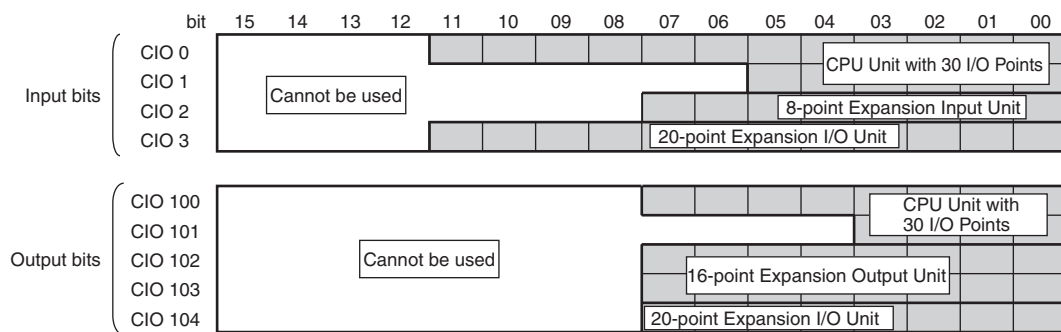 bit 15 14 13 12 11 10 09 08 07 06 05 04 03 02 01 00
Input bits
CIO 0
CIO 1
CIO 2
CIO 3
Cannot be used
CPU Unit with 30 I/O Points
8-point Expansion Input Unit
20-point Expansion I/O Unit
Output bits
CIO 100
CIO 101
CIO 102
CIO 103
CIO 104
Cannot be used
CPU Unit with
30 I/O Points
16-point Expansion Output Unit
20-point Expansion I/O Unit